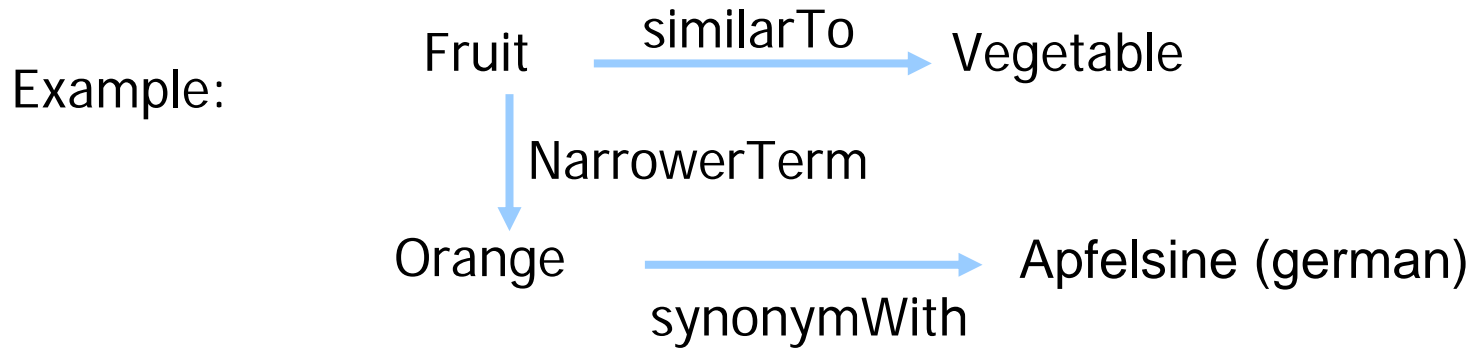 similarTo
Fruit Vegetable
Example:
NarrowerTerm
Orange Apfelsine (german)
synonymWith